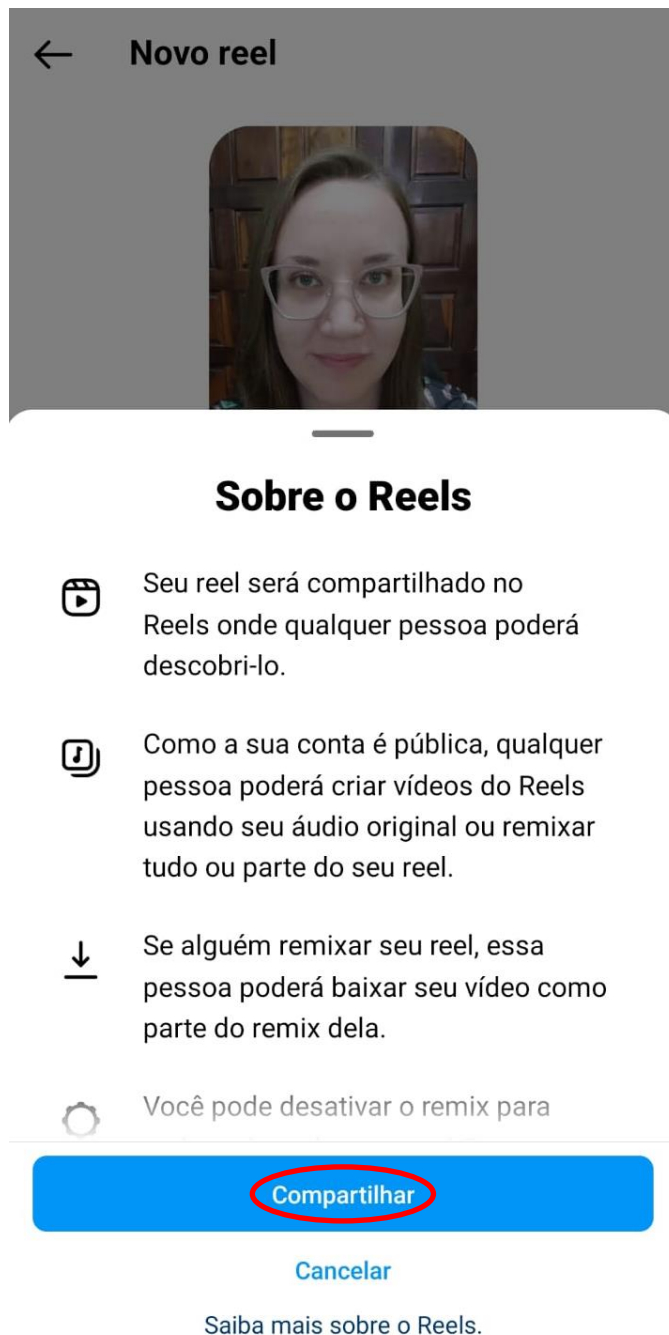 Novo reel
Sobre o Reels
Seu reel será compartilhado no
Reels onde qualquer pessoa poderá
descobri-lo.
Como a sua conta é pública, qualquer
pessoa poderá criar vídeos do Reels
usando seu áudio original ou remixar
tudo ou parte do seu reel.
Se alguém remixar seu reel, essa
pessoa poderá baixar seu vídeo como
parte do remix dela.
Você pode desativar o remix para
Compartilhar
Cancelar
Saiba mais sobre o Reels.